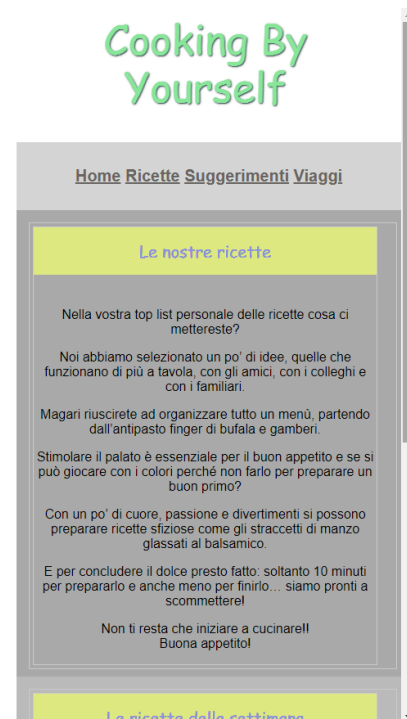 Cooking By
Yourself
Home Ricette Suggerimenti Viaggi
Le nostre ricette
Nella vostra top list personale delle ricette cosa ci
mettereste?
Noi abbiamo selezionato un po' di idee, quelle che
funzionano di più a tavola, con gli amici, con i colleghi e
con i familiari.
Magari riuscirete ad organizzare tutto un menù, partendo
dall'antipasto finger di bufala e gamberi.
Stimolare il palato è essenziale per il buon appetito e se si
può giocare con i colori perché non farlo per preparare un
buon primo?
Con un po' di cuore, passione e divertimenti si possono
preparare ricette sfiziose come gli straccetti di manzo
glassati al balsamico.
E per concludere il dolce presto fatto: soltanto 10 minuti
per prepararlo e anche meno per finirlo… siamo pronti a
scommettere!
Non ti resta che iniziare a cucinare!!
Buona appetito!
La ricetta della settimana